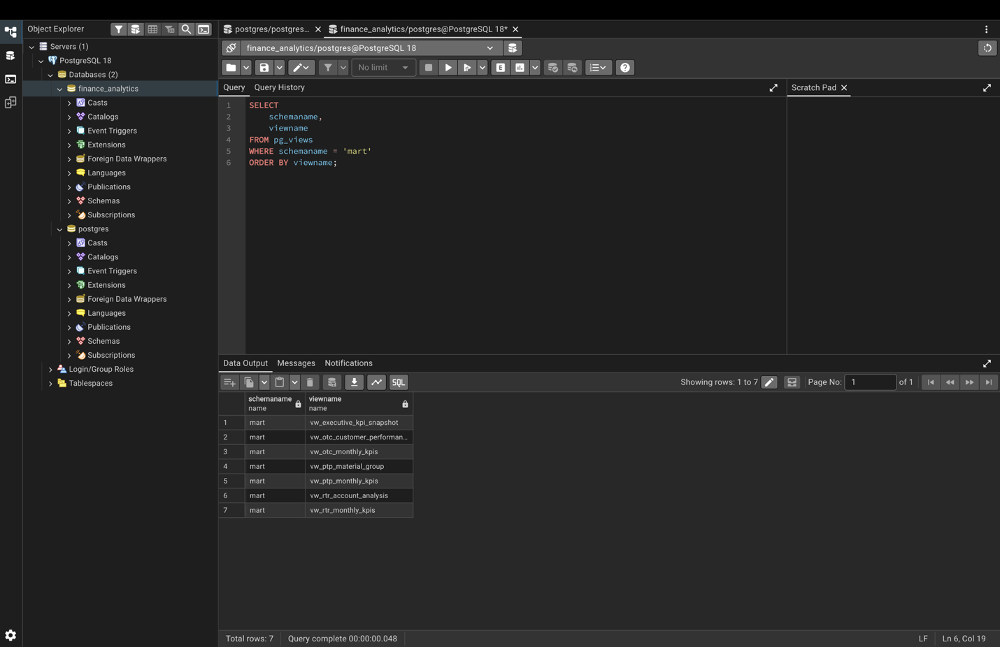 Object Explorer
Servers (1)
PostgreSQL 18
Databases (2)
finance_analytics
Casts
Catalogs
Event Triggers
Extensions
Foreign Data Wrappers
Languages
Publications
Schemas
Subscriptions
postgres
Casts
Catalogs
Event Triggers
Extensions
Foreign Data Wrappers
Languages
Publications
Schemas
Subscriptions
Login/Group Roles
Tablespaces
postgres/postgres... finance_analytics/postgres@PostgreSQL 18*
finance_analytics/postgres@PostgreSQL 18
No limit E
Query Query History Scratch Pad
1 SELECT
2 schemaname,
3 viewname
4 FROM pg_views
5 WHERE schemaname = 'mart'
6 ORDER BY viewname;
Data Output Messages Notifications
SQL Showing rows: 1 to 7 Page No: 1 of 1
schemaname viewname
name name
1 mart vw_executive_kpi_snapshot
2 mart vw_otc_customer_performan...
3 mart vw_otc_monthly_kpis
4 mart vw_ptp_material_group
5 mart vw_ptp_monthly_kpis
6 mart vw_rtr_account_analysis
7 mart vw_rtr_monthly_kpis
Total rows: 7 Query complete 00:00:00.048 LF Ln 6, Col 19